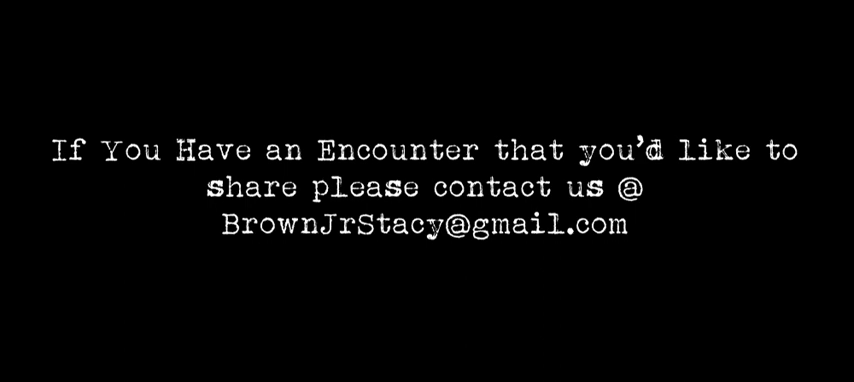 If You Have an Encounter that you’d like to
share please contact us @
BrownJrStacy@gmail.com